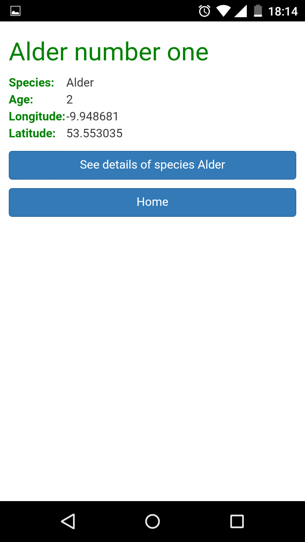 18:14
Alder number one
Species: Alder
Age: 2
Longitude:-9.948681
Latitude: 53.553035
See details of species Alder
Home